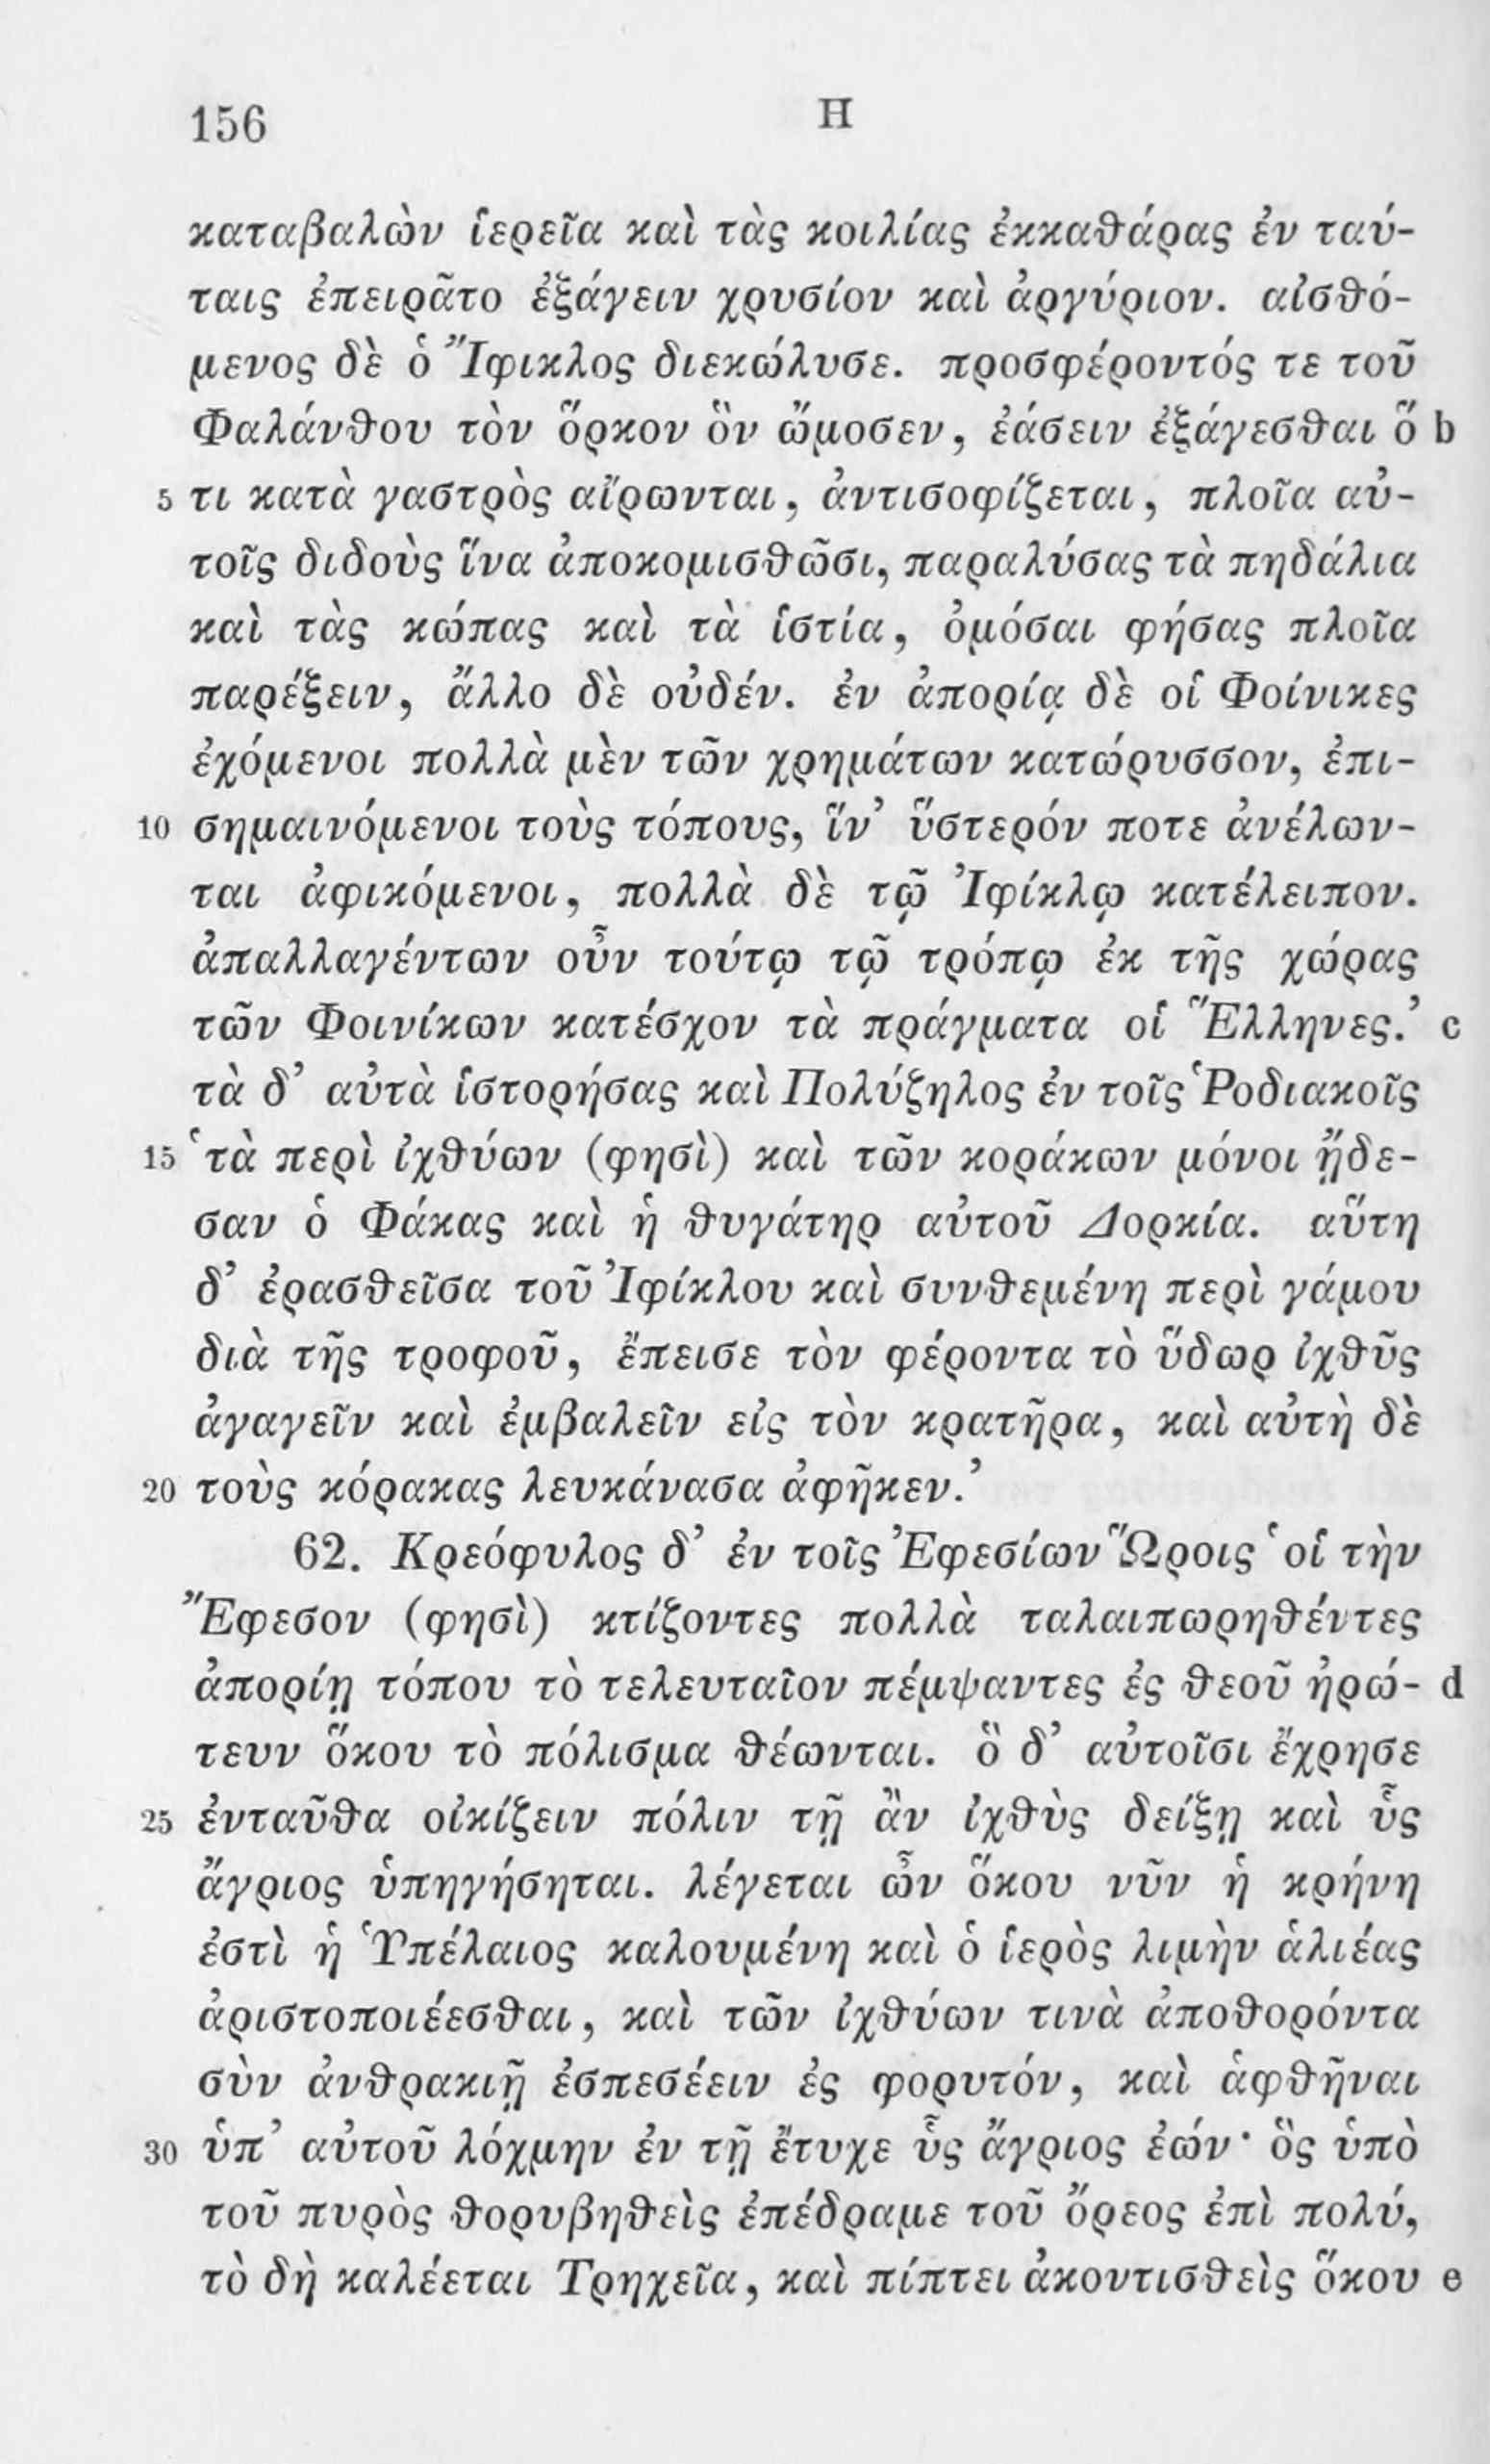 156 Η
καταβαλὼν ἱερεῖα καὶ τὰς κοιλίας ἐκκαθάρας ἐν ταύ-
ταις ἐπειρᾶτο ἐξάγειν χρυσίον καὶ ἀργύριον. αἰσθό-
μενος δὲ ὁ Ἴφικλος διεκώλυσε. προσφέροντός τε τοῦ
Φαλάνθου τὸν ὅρκον ὃν ὤμοσεν, ἐάσειν ἐξάγεσθαι ὅ b
5 τι κατὰ γαστρὸς αἴρωνται, ἀντισοφίζεται, πλοῖα αὐ-
τοῖς διδοὺς ἵνα ἀποκομισθῶσι, παραλύσας τὰ πηδάλια
καὶ τὰς κώπας καὶ τὰ ἱστία, ὀμόσαι φήσας πλοῖα
παρέξειν, ἄλλο δὲ οὐδέν. ἐν ἀπορίᾳ δὲ οἱ Φοίνικες
ἐχόμενοι πολλὰ μὲν τῶν χρημάτων κατώρυσσον, ἐπι-
10 σημαινόμενοι τοὺς τόπους, ἵν’ ὕστερόν ποτε ἀνέλων-
ται ἀφικόμενοι, πολλὰ δὲ τῷ Ἰφίκλῳ κατέλειπον.
ἀπαλλαγέντων οὖν τούτῳ τῷ τρόπῳ ἐκ τῆς χώρας
τῶν Φοινίκων κατέσχον τὰ πράγματα οἱ Ἕλληνες.’ c
τὰ δ’ αὐτὰ ἱστορήσας καὶ Πολύζηλος ἐν τοῖς Ῥοδιακοῖς
15 ‘τὰ περὶ ἰχθύων (φησὶ) καὶ τῶν κοράκων μόνοι ᾔδε-
σαν ὁ Φάκας καὶ ἡ θυγάτηρ αὐτοῦ Δορκία. αὕτη
δ’ ἐρασθεῖσα τοῦ Ἰφίκλου καὶ συνθεμένη περὶ γάμου
διὰ τῆς τροφοῦ, ἔπεισε τὸν φέροντα τὸ ὕδωρ ἰχθῦς
ἀγαγεῖν καὶ ἐμβαλεῖν εἰς τὸν κρατῆρα, καὶ αὐτὴ δὲ
20 τοὺς κόρακας λευκάνασα ἀφῆκεν.’
62. Κρεόφυλος δ’ ἐν τοῖς Ἐφεσίων Ὥροις ‘οἱ τὴν
Ἔφεσον (φησὶ) κτίζοντες πολλὰ ταλαιπωρηθέντες
ἀπορίῃ τόπου τὸ τελευταῖον πέμψαντες ἐς θεοῦ ἠρώ- d
τευν ὅκου τὸ πόλισμα θέωνται. ὃ δ’ αὐτοῖσι ἔχρησε
25 ἐνταῦθα οἰκίζειν πόλιν τῇ ἂν ἰχθὺς δείξῃ καὶ ὗς
ἄγριος ὑπηγήσηται. λέγεται ὦν ὅκου νῦν ἡ κρήνη
ἐστὶ ἡ Ὑπέλαιος καλουμένη καὶ ὁ ἱερὸς λιμὴν ἁλιέας
ἀριστοποιέεσθαι, καὶ τῶν ἰχθύων τινὰ ἀποθορόντα
σὺν ἀνθρακιῇ ἐσπεσέειν ἐς φορυτόν, καὶ ἁφθῆναι
30 ὑπ’ αὐτοῦ λόχμην ἐν τῇ ἔτυχε ὗς ἄγριος ἐών· ὃς ὑπὸ
τοῦ πυρὸς θορυβηθεὶς ἐπέδραμε τοῦ ὄρεος ἐπὶ πολύ,
τὸ δὴ καλέεται Τρηχεῖα, καὶ πίπτει ἀκοντισθεὶς ὅκου e